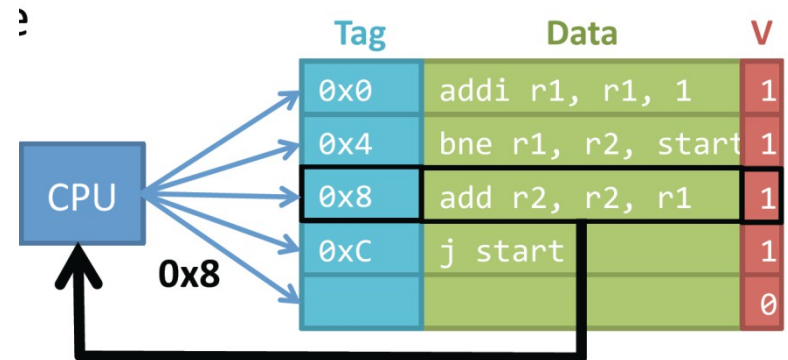 e
Tag Data V
0x0 addi r1, r1, 1 1
0x4 bne r1, r2, start 1
CPU 0x8 add r2, r2, r1 1
0xC j start 1
0x8
0